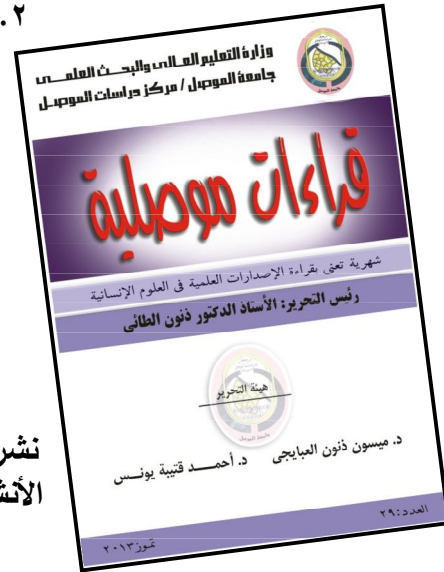 ٢.
وزارة التعليم العالي والبحث العلمي
جامعة الموصل / مركز دراسات الموصل
قراءات موصلية
شهرية تعنى بقراءة الإصدارات العلمية في العلوم الإنسانية
رئيس التحرير: الأستاذ الدكتور ذنون الطائي
هيئة التحرير
د. ميسون ذنون العبايجي د. أحمد قتيبة يونس
نشر
الأنش
العدد: ٢٩
تموز ٢٠١٣